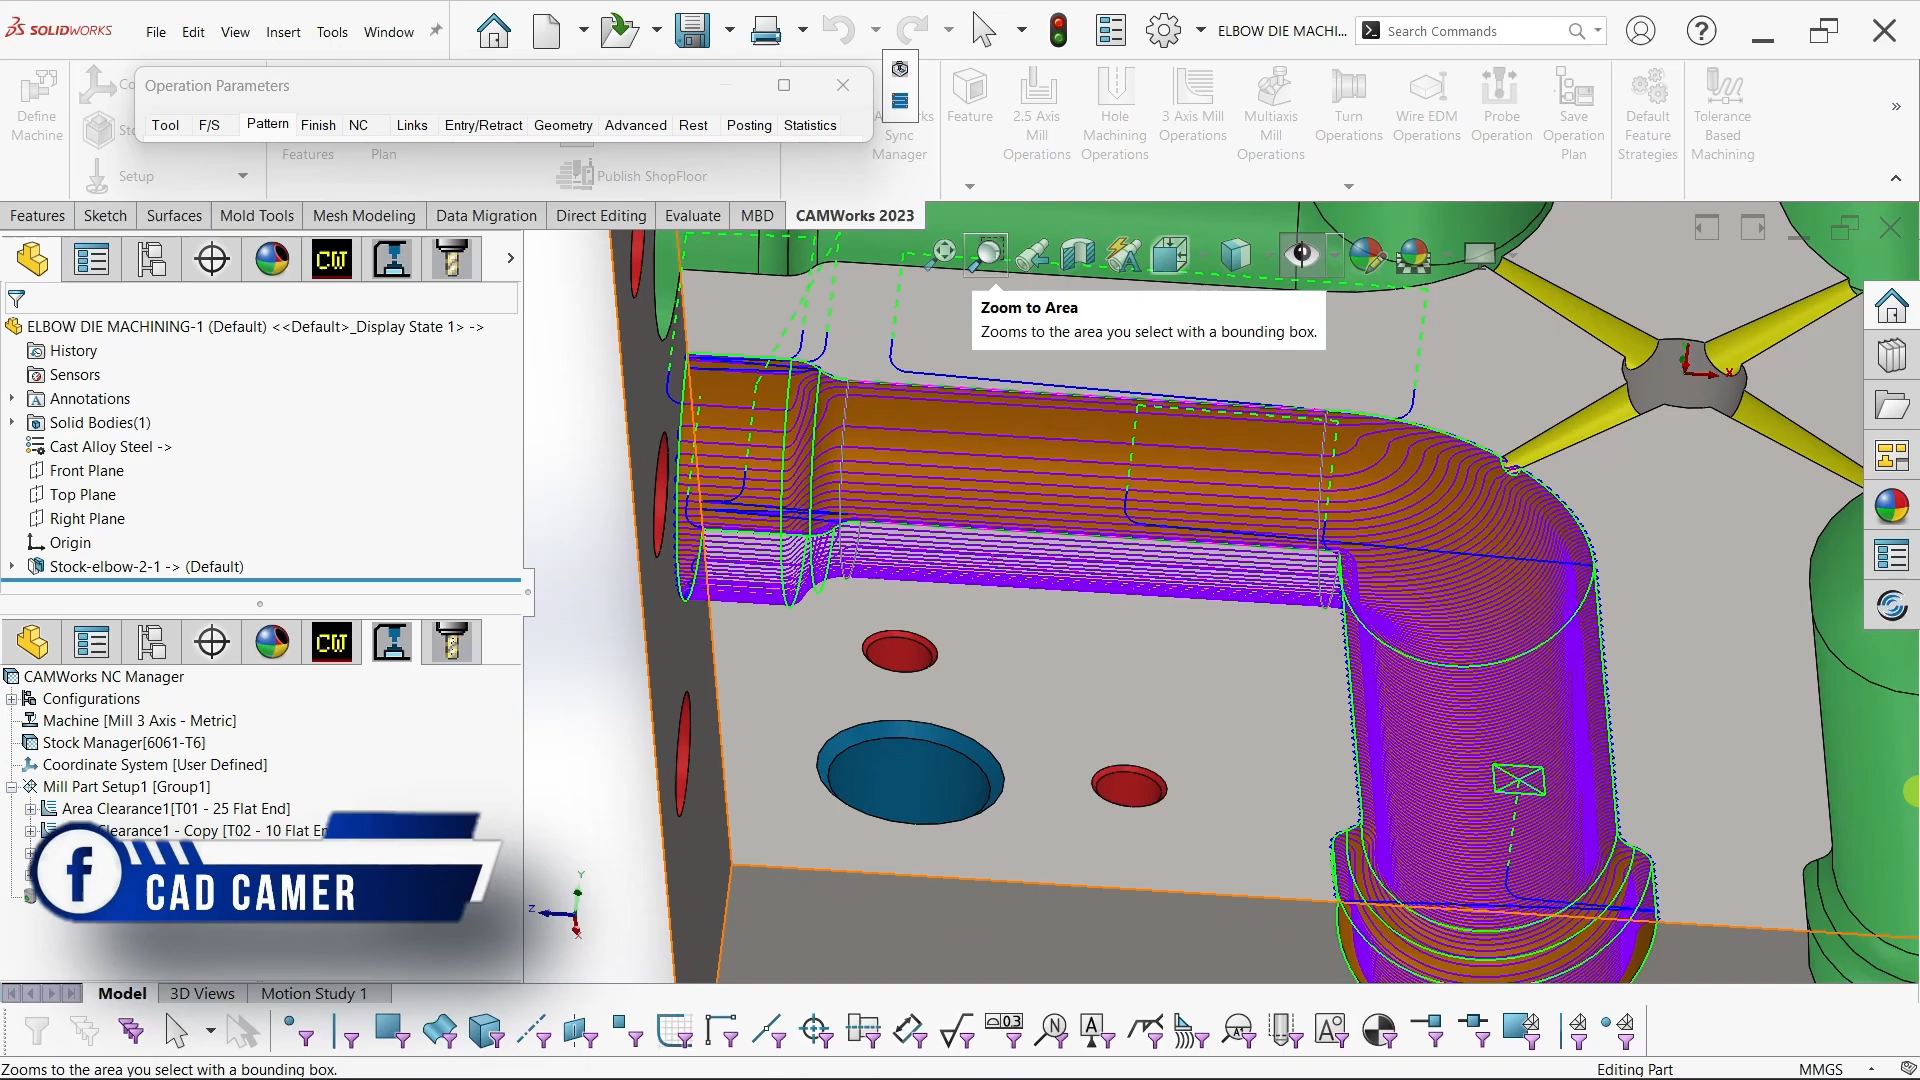 SOLIDWORKS
File Edit View Insert Tools Window
ELBOW DIE MACHI...
Search Commands
Operation Parameters
Tool F/S Pattern Finish NC Links Entry/Retract Geometry Advanced Rest Posting Statistics
Define
Machine
Setup
Features
Plan
Publish ShopFloor
Sync
Manager
Feature
2.5 Axis
Mill
Operations
Hole
Machining
Operations
3 Axis Mill
Operations
Multiaxis
Mill
Operations
Turn
Operations
Wire EDM
Operations
Probe
Operation
Save
Operation
Plan
Default
Feature
Strategies
Tolerance
Based
Machining
Features Sketch Surfaces Mold Tools Mesh Modeling Data Migration Direct Editing Evaluate MBD CAMWorks 2023
CW
ELBOW DIE MACHINING-1 (Default) <<Default>_Display State 1> ->
History
Sensors
Annotations
Solid Bodies(1)
Cast Alloy Steel ->
Front Plane
Top Plane
Right Plane
Origin
Stock-elbow-2-1 -> (Default)
CW
CAMWorks NC Manager
Configurations
Machine [Mill 3 Axis - Metric]
Stock Manager[6061-T6]
Coordinate System [User Defined]
Mill Part Setup1 [Group1]
Area Clearance1[T01 - 25 Flat End]
Clearance1 - Copy [T02 - 10 Flat En
f CAD CAMER
Zoom to Area
Zooms to the area you select with a bounding box.
X
Y
Z
X
Model 3D Views Motion Study 1
Zooms to the area you select with a bounding box.
Editing Part
MMGS